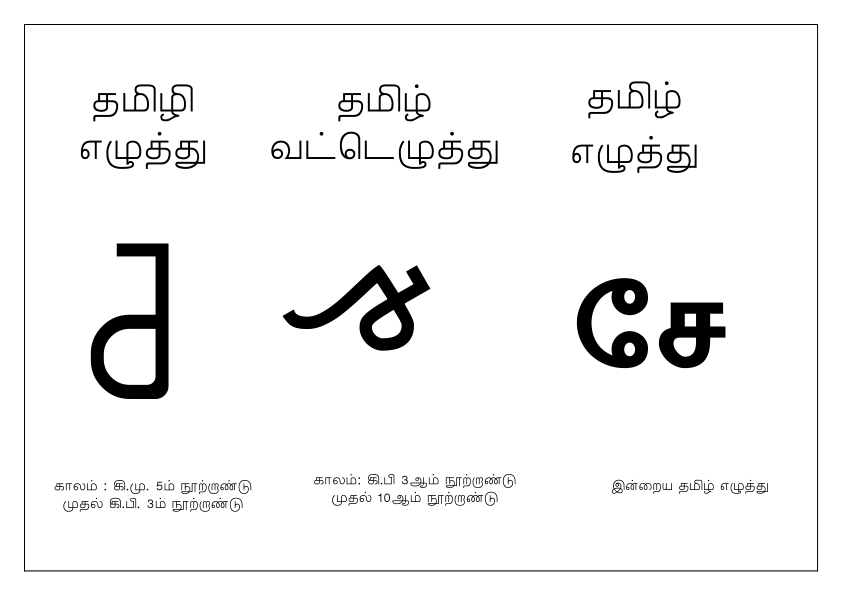 தமிழி
எழுத்து
தமிழ்
வட்டெழுத்து
தமிழ்
எழுத்து
சே
காலம் : கி.மு. 5ம் நூற்றாண்டு
முதல் கி.பி. 3ம் நூற்றாண்டு
காலம்: கி.பி 3ஆம் நூற்றாண்டு
முதல் 10ஆம் நூற்றாண்டு
இன்றைய தமிழ் எழுத்து